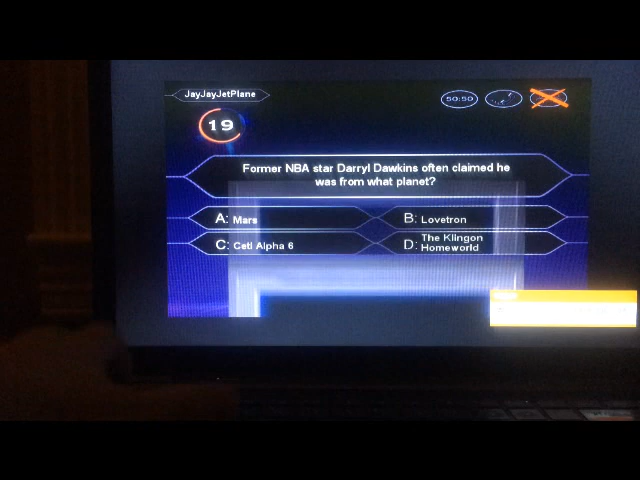 JayJayJetPlane
50:50
19
Former NBA star Darryl Dawkins often claimed he
was from what planet?
A: Mars
B: Lovetron
C: Ceti Alpha 6
D: The Klingon
Homeworld